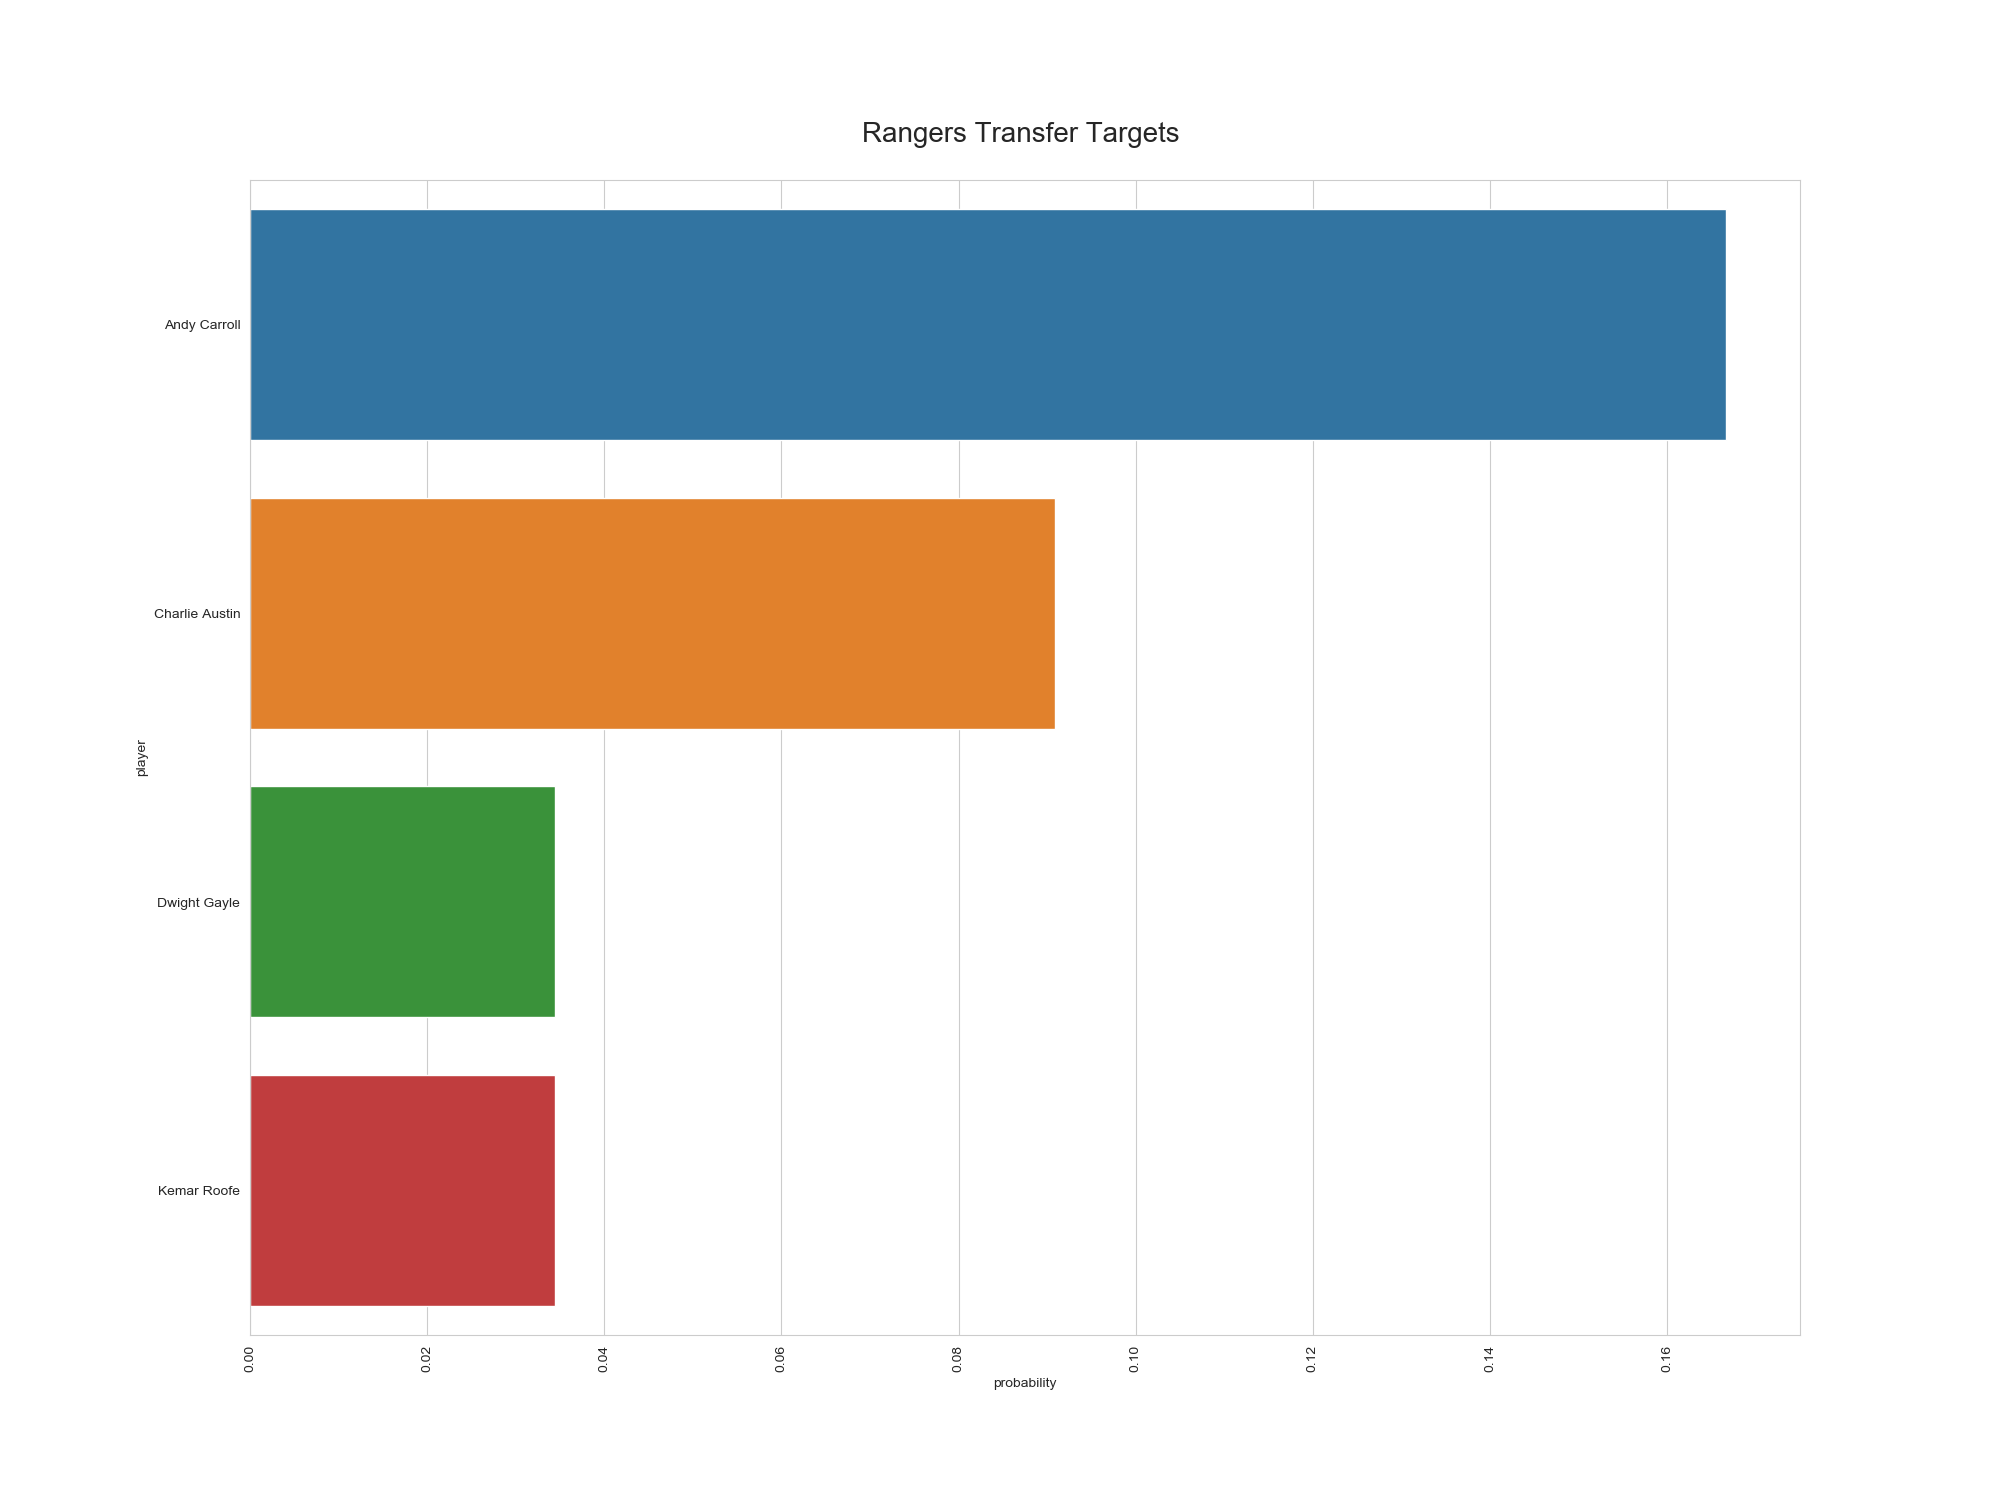 Rangers Transfer Targets
Andy Carroll
Charlie Austin
Dwight Gayle
Kemar Roofe
player
0.00 0.02 0.04 0.06 0.08 0.10 0.12 0.14 0.16
probability